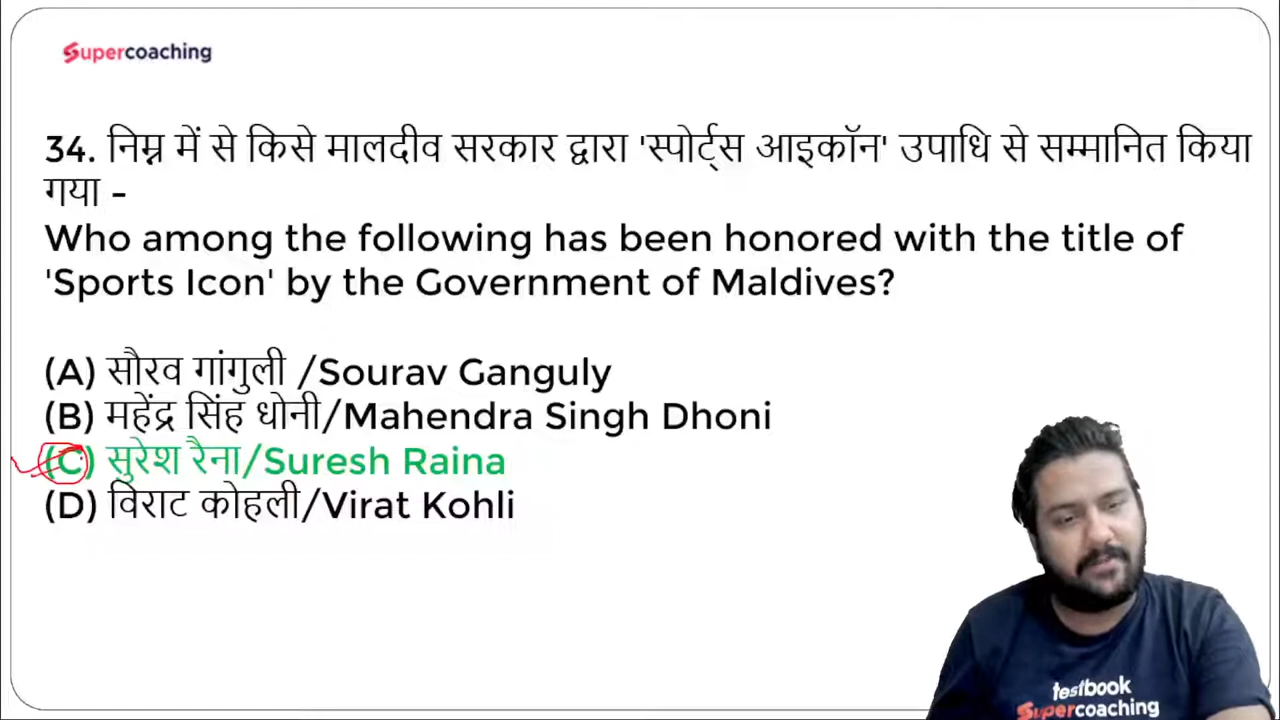 Supercoaching
34. निम्न में से किसे मालदीव सरकार द्वारा 'स्पोर्ट्स आइकॉन' उपाधि से सम्मानित किया
गया -
Who among the following has been honored with the title of
'Sports Icon' by the Government of Maldives?
(A) सौरव गांगुली /Sourav Ganguly
(B) महेंद्र सिंह धोनी/Mahendra Singh Dhoni
(C) सुरेश रैना/Suresh Raina
(D) विराट कोहली/Virat Kohli
testbook
Supercoaching